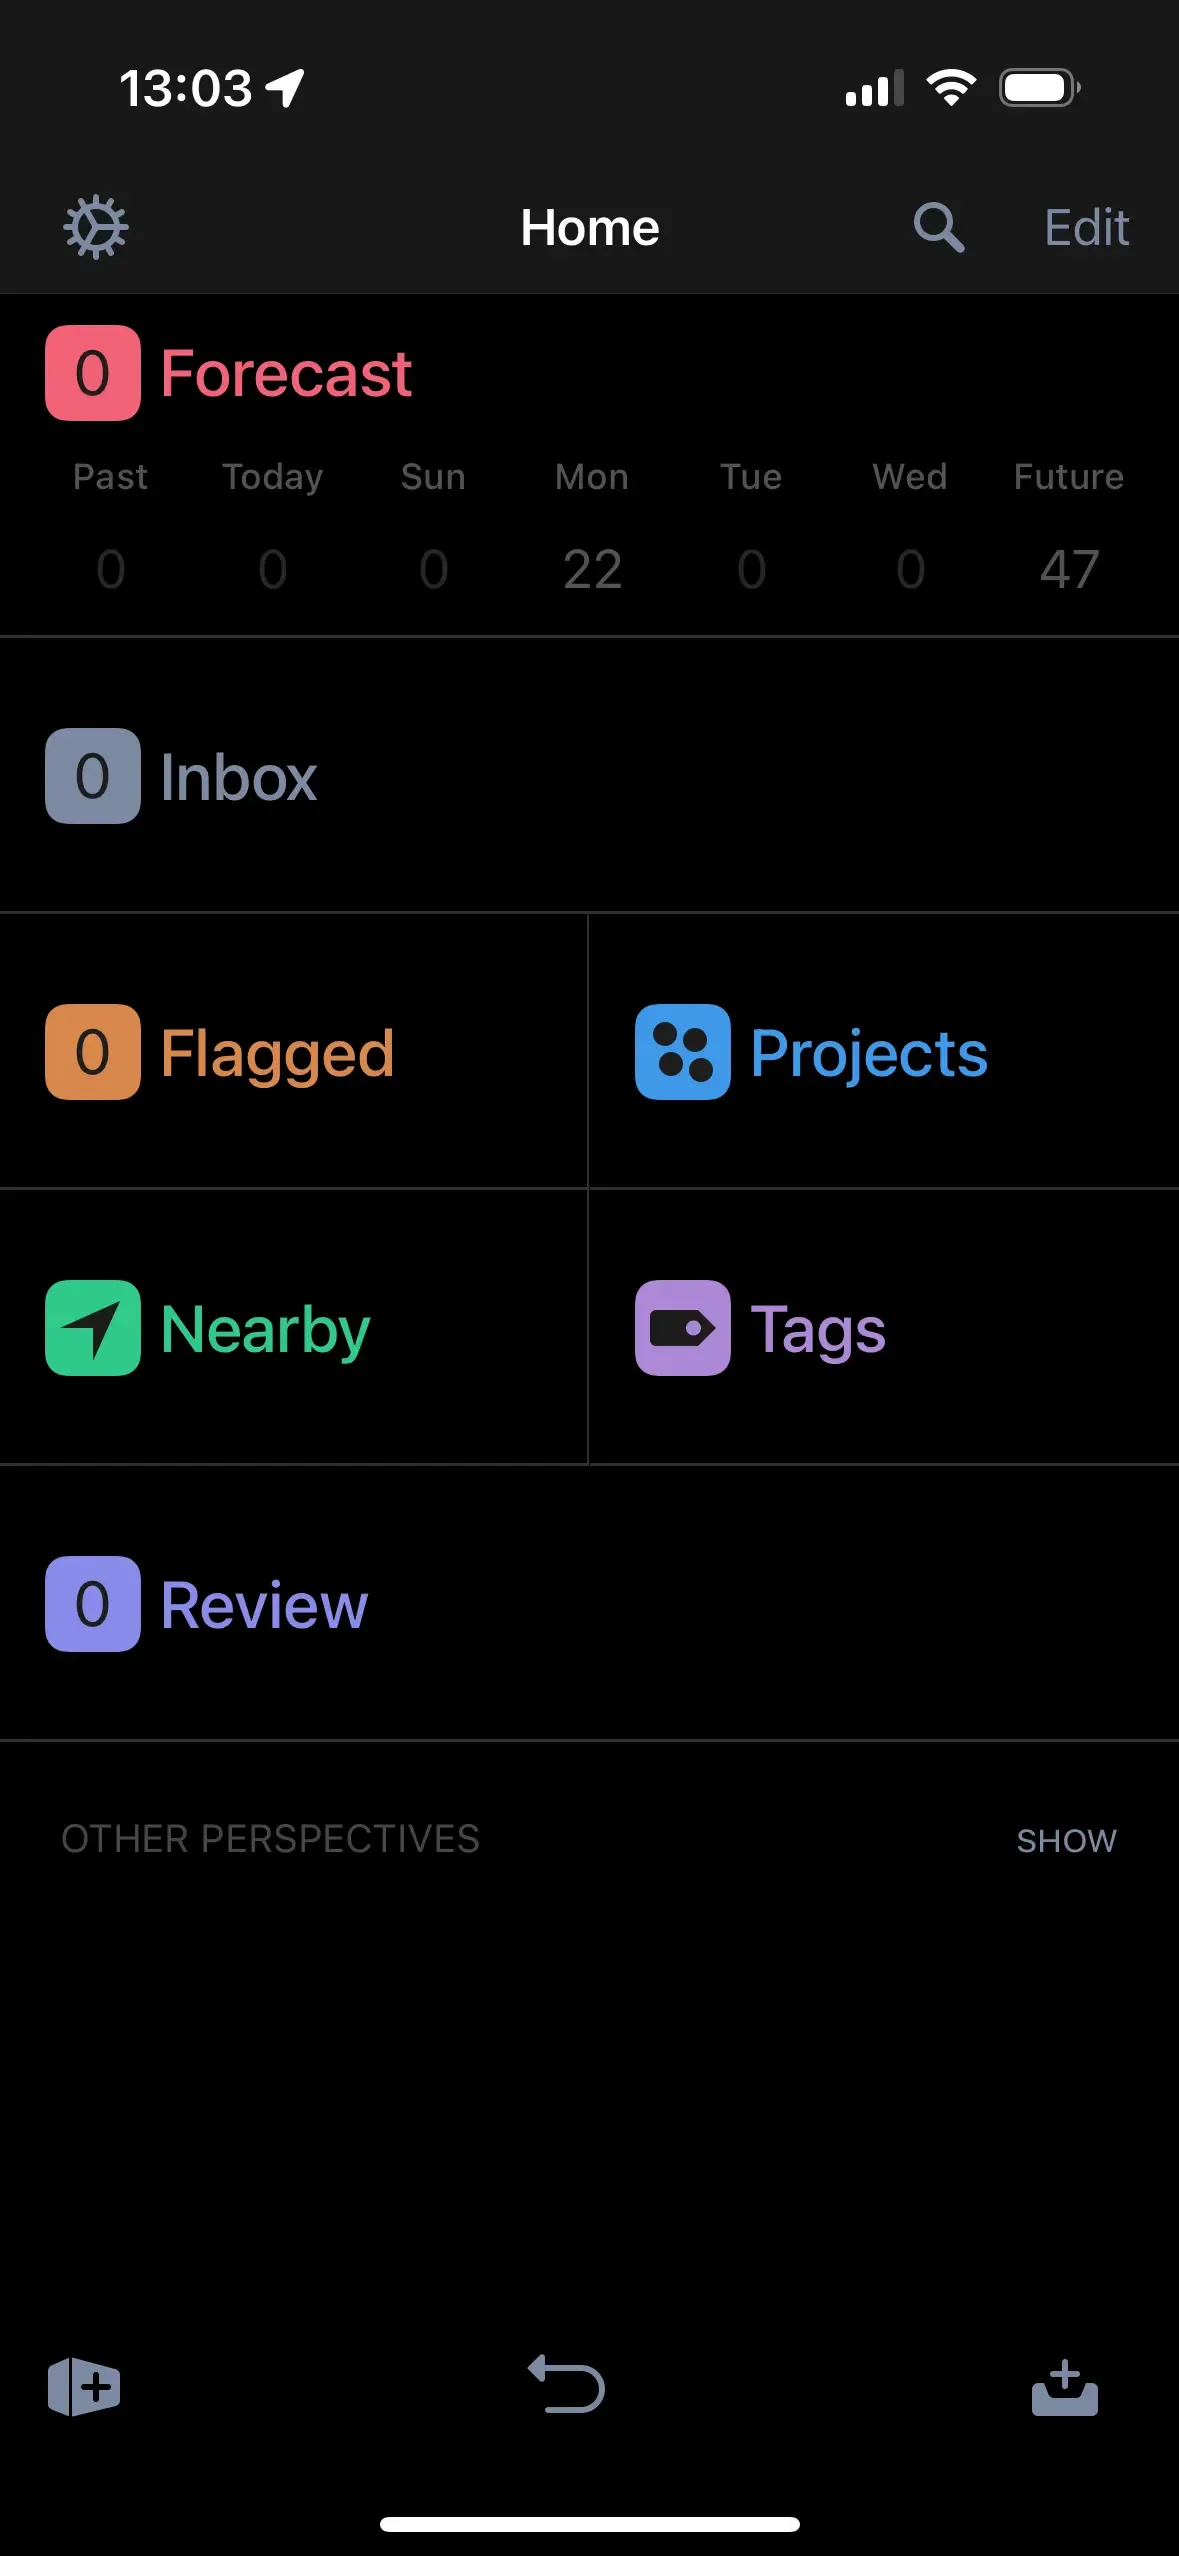 13:03
Home
Edit
0 Forecast
Past Today Sun Mon Tue Wed Future
0 0 0 22 0 0 47
0 Inbox
0 Flagged
Projects
Nearby
Tags
0 Review
OTHER PERSPECTIVES
SHOW